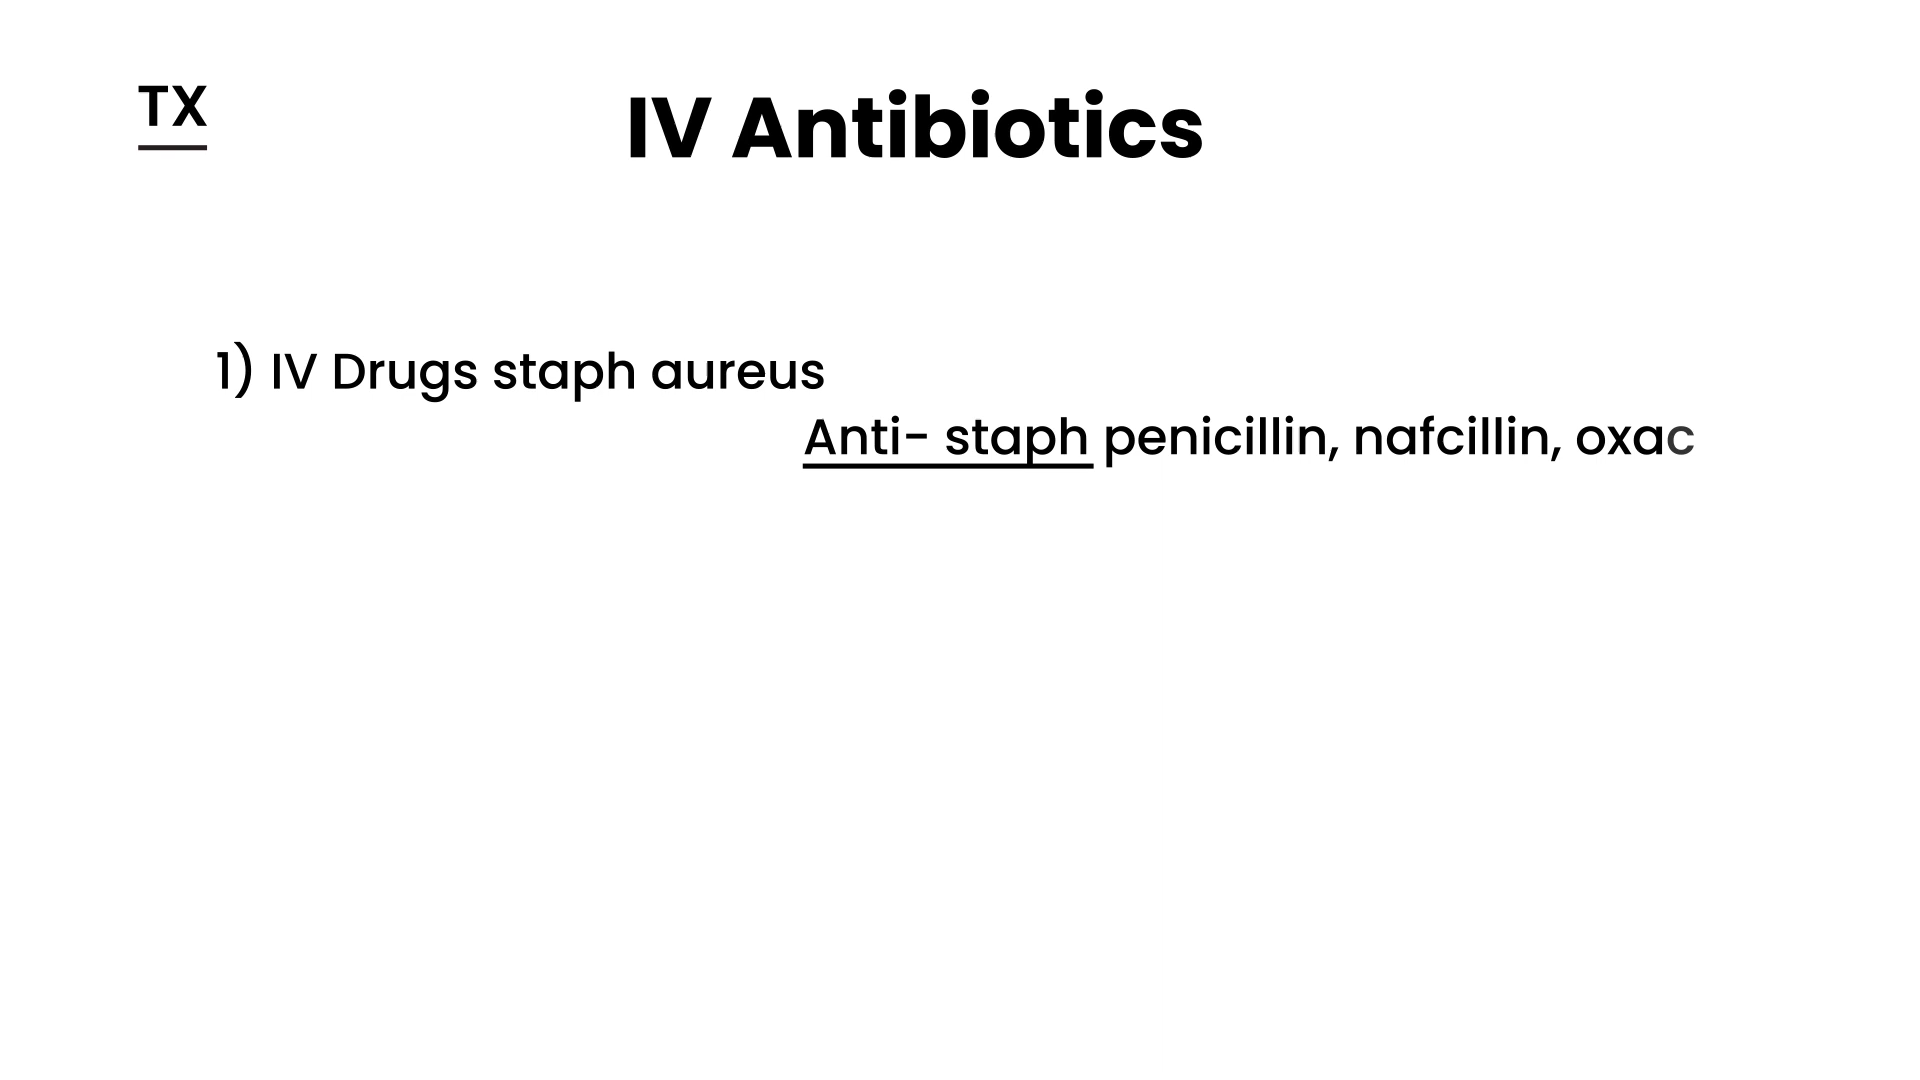 TX
IV Antibiotics
1) IV Drugs staph aureus
Anti- staph penicillin, nafcillin, oxac